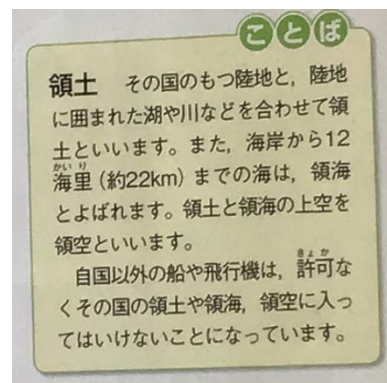 ことば
領土　その国のもつ陸地と，陸地
に囲まれた湖や川などを合わせて領
土といいます。また，海岸から12
かいり
海里（約22km）までの海は，領海
とよばれます。領土と領海の上空を
領空といいます。
きょか
　自国以外の船や飛行機は，許可な
くその国の領土や領海，領空に入っ
てはいけないことになっています。